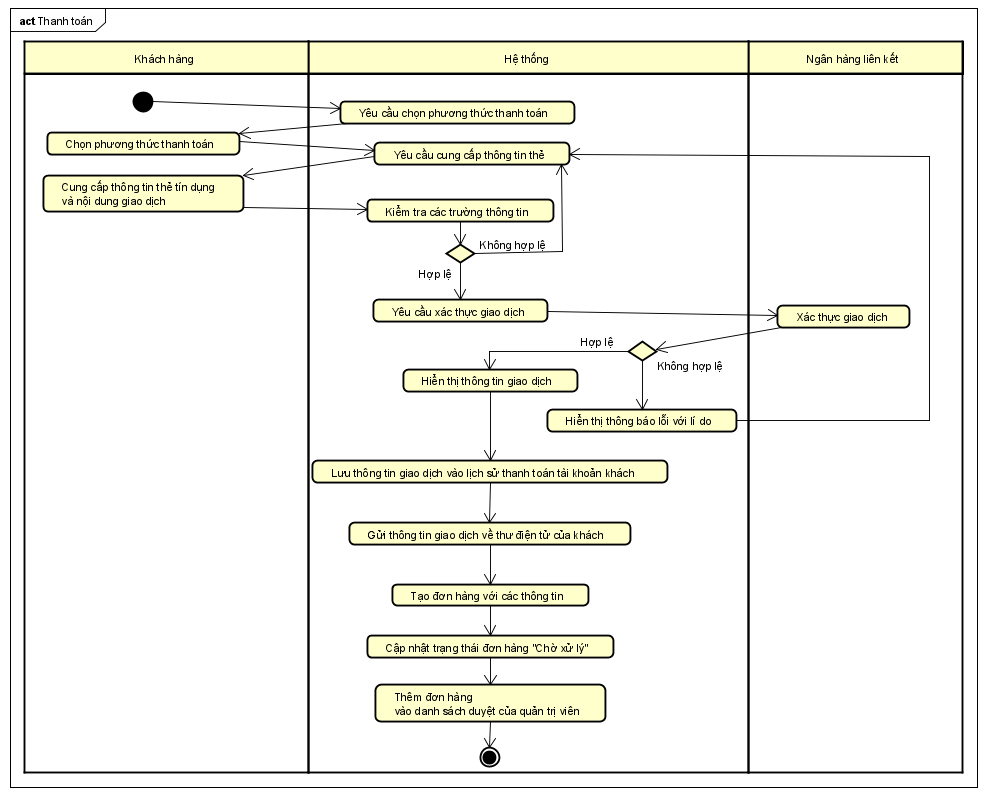 act Thanh toán
Khách hàng
Hệ thống
Ngân hàng liên kết
Yêu cầu chọn phương thức thanh toán
Chọn phương thức thanh toán
Yêu cầu cung cấp thông tin thẻ
Cung cấp thông tin thẻ tín dụng
và nội dung giao dịch
Kiểm tra các trường thông tin
Không hợp lệ
Hợp lệ
Yêu cầu xác thực giao dịch
Xác thực giao dịch
Hợp lệ
Không hợp lệ
Hiển thị thông tin giao dịch
Hiển thị thông báo lỗi với lí do
Lưu thông tin giao dịch vào lịch sử thanh toán tài khoản khách
Gửi thông tin giao dịch về thư điện tử của khách
Tạo đơn hàng với các thông tin
Cập nhật trạng thái đơn hàng "Chờ xử lý"
Thêm đơn hàng
vào danh sách duyệt của quản trị viên